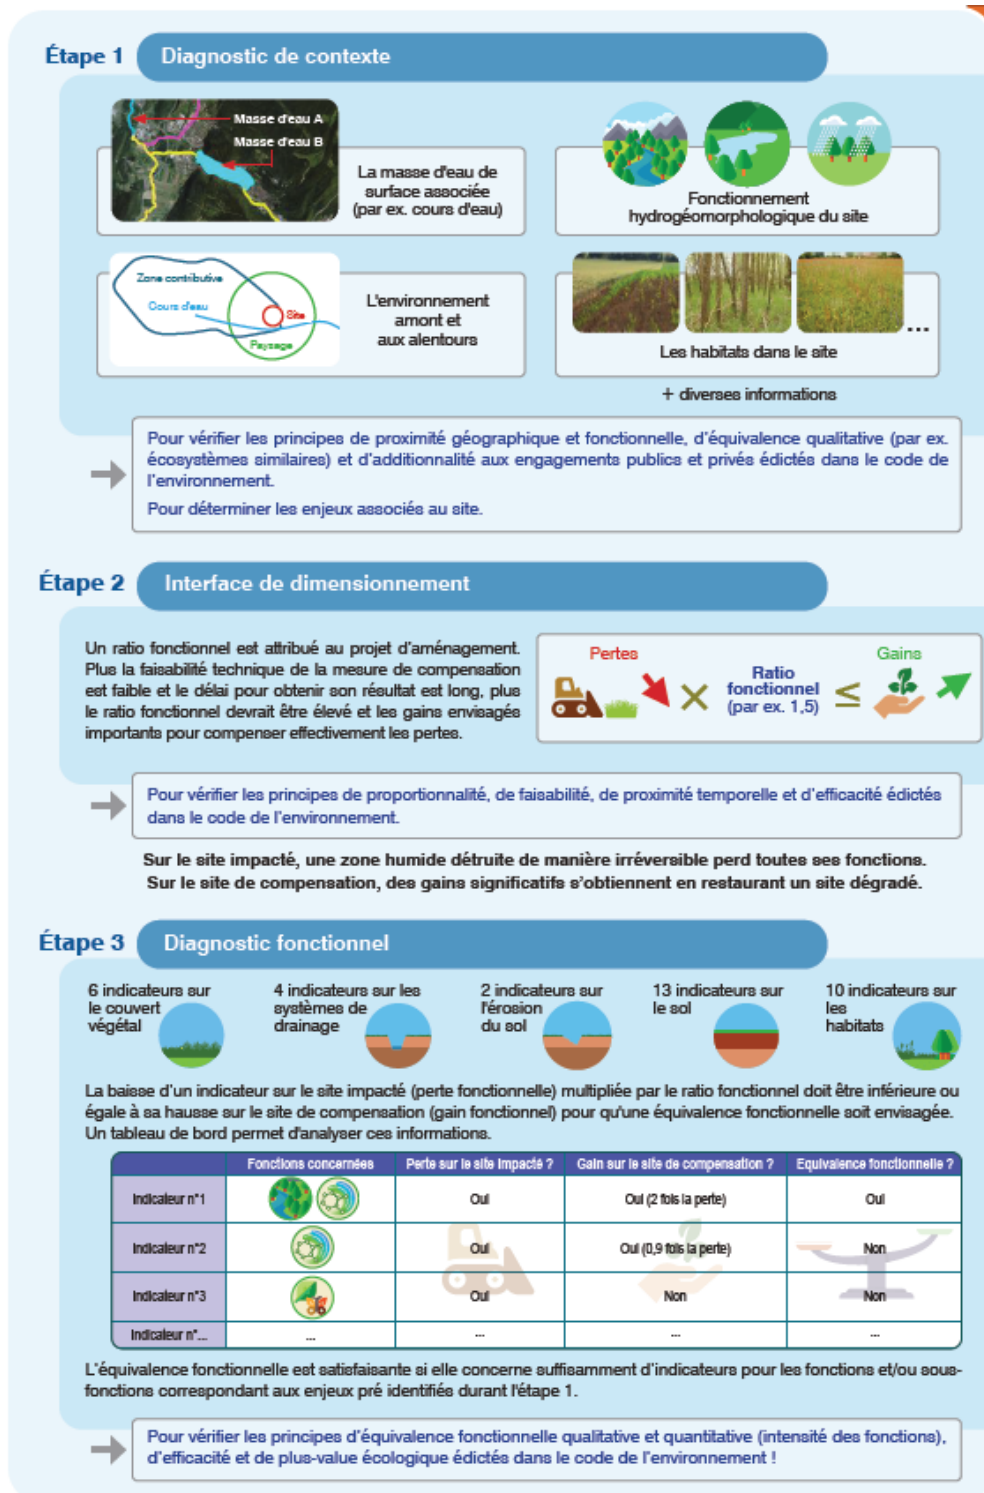 Étape 1
Diagnostic de contexte
Masse d'eau A
Masse d'eau B
La masse d'eau de
surface associée
(par ex. cours d'eau)
Fonctionnement
hydrogéomorphologique du site
Zone contributive
Cours d'eau
Site
Paysage
L'environnement
amont et
aux alentours
...
Les habitats dans le site
+ diverses informations
Pour vérifier les principes de proximité géographique et fonctionnelle, d'équivalence qualitative (par ex.
écosystèmes similaires) et d'additionnalité aux engagements publics et privés édictés dans le code de
l'environnement.
Pour déterminer les enjeux associés au site.
Étape 2
Interface de dimensionnement
Un ratio fonctionnel est attribué au projet d'aménagement.
Plus la faisabilité technique de la mesure de compensation
est faible et le délai pour obtenir son résultat est long, plus
le ratio fonctionnel devrait être élevé et les gains envisagés
importants pour compenser effectivement les pertes.
Pertes
×
Ratio
fonctionnel
(par ex. 1,5)
≤
Gains
Pour vérifier les principes de proportionnalité, de faisabilité, de proximité temporelle et d'efficacité édictés
dans le code de l'environnement.
Sur le site impacté, une zone humide détruite de manière irréversible perd toutes ses fonctions.
Sur le site de compensation, des gains significatifs s'obtiennent en restaurant un site dégradé.
Étape 3
Diagnostic fonctionnel
6 indicateurs sur
le couvert
végétal
4 indicateurs sur les
systèmes de
drainage
2 indicateurs sur
l'érosion
du sol
13 indicateurs sur
le sol
10 indicateurs sur
les
habitats
La baisse d'un indicateur sur le site impacté (perte fonctionnelle) multipliée par le ratio fonctionnel doit être inférieure ou
égale à sa hausse sur le site de compensation (gain fonctionnel) pour qu'une équivalence fonctionnelle soit envisagée.
Un tableau de bord permet d'analyser ces informations.
Fonctions concernées Perte sur le site impacté ? Gain sur le site de compensation ? Equivalence fonctionnelle ?
Indicateur n°1 Oui Oui (2 fois la perte) Oui
Indicateur n°2 Oui Oui (0,9 fois la perte) Non
Indicateur n°3 Oui Non Non
Indicateur n°... ... ... ... ...
L'équivalence fonctionnelle est satisfaisante si elle concerne suffisamment d'indicateurs pour les fonctions et/ou sous-
fonctions correspondant aux enjeux pré identifiés durant l'étape 1.
Pour vérifier les principes d'équivalence fonctionnelle qualitative et quantitative (intensité des fonctions),
d'efficacité et de plus-value écologique édictés dans le code de l'environnement !